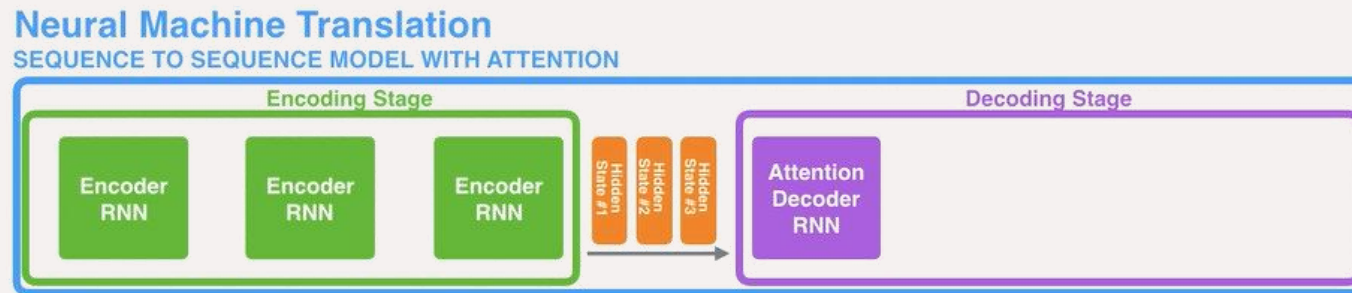 Neural Machine Translation
SEQUENCE TO SEQUENCE MODEL WITH ATTENTION
Encoding Stage
Decoding Stage
Encoder
RNN
Encoder
RNN
Encoder
RNN
Hidden
State #1
Hidden
State #2
Hidden
State #3
Attention
Decoder
RNN